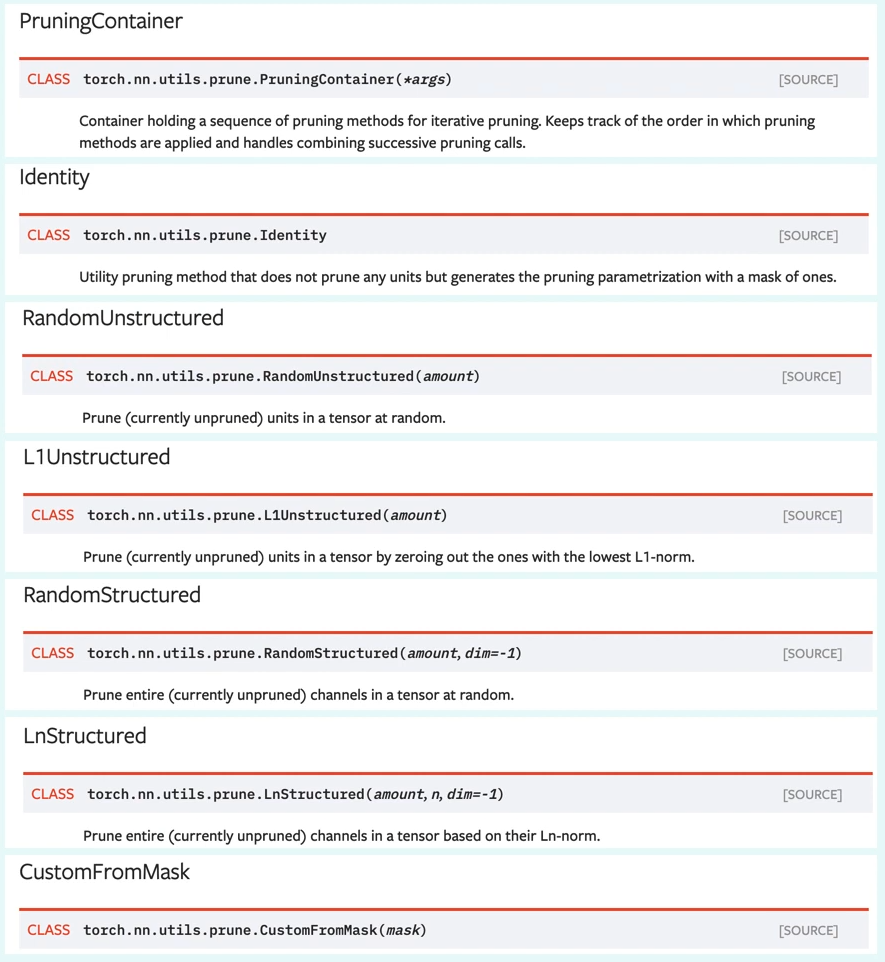 PruningContainer
CLASS torch.nn.utils.prune.PruningContainer(*args) [SOURCE]
Container holding a sequence of pruning methods for iterative pruning. Keeps track of the order in which pruning
methods are applied and handles combining successive pruning calls.
Identity
CLASS torch.nn.utils.prune.Identity [SOURCE]
Utility pruning method that does not prune any units but generates the pruning parametrization with a mask of ones.
RandomUnstructured
CLASS torch.nn.utils.prune.RandomUnstructured(amount) [SOURCE]
Prune (currently unpruned) units in a tensor at random.
L1Unstructured
CLASS torch.nn.utils.prune.L1Unstructured(amount) [SOURCE]
Prune (currently unpruned) units in a tensor by zeroing out the ones with the lowest L1-norm.
RandomStructured
CLASS torch.nn.utils.prune.RandomStructured(amount, dim=-1) [SOURCE]
Prune entire (currently unpruned) channels in a tensor at random.
LnStructured
CLASS torch.nn.utils.prune.LnStructured(amount, n, dim=-1) [SOURCE]
Prune entire (currently unpruned) channels in a tensor based on their Ln-norm.
CustomFromMask
CLASS torch.nn.utils.prune.CustomFromMask(mask) [SOURCE]